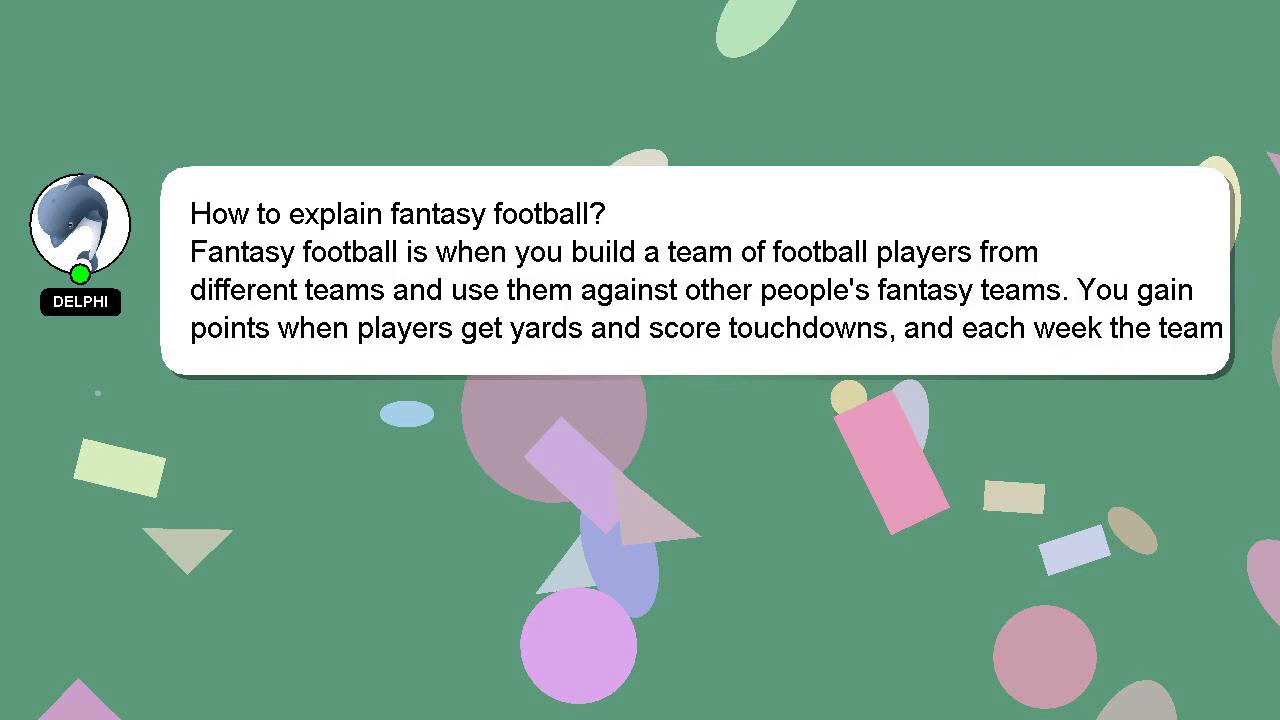 How to explain fantasy football?
Fantasy football is when you build a team of football players from
different teams and use them against other people's fantasy teams. You gain
points when players get yards and score touchdowns, and each week the team
DELPHI